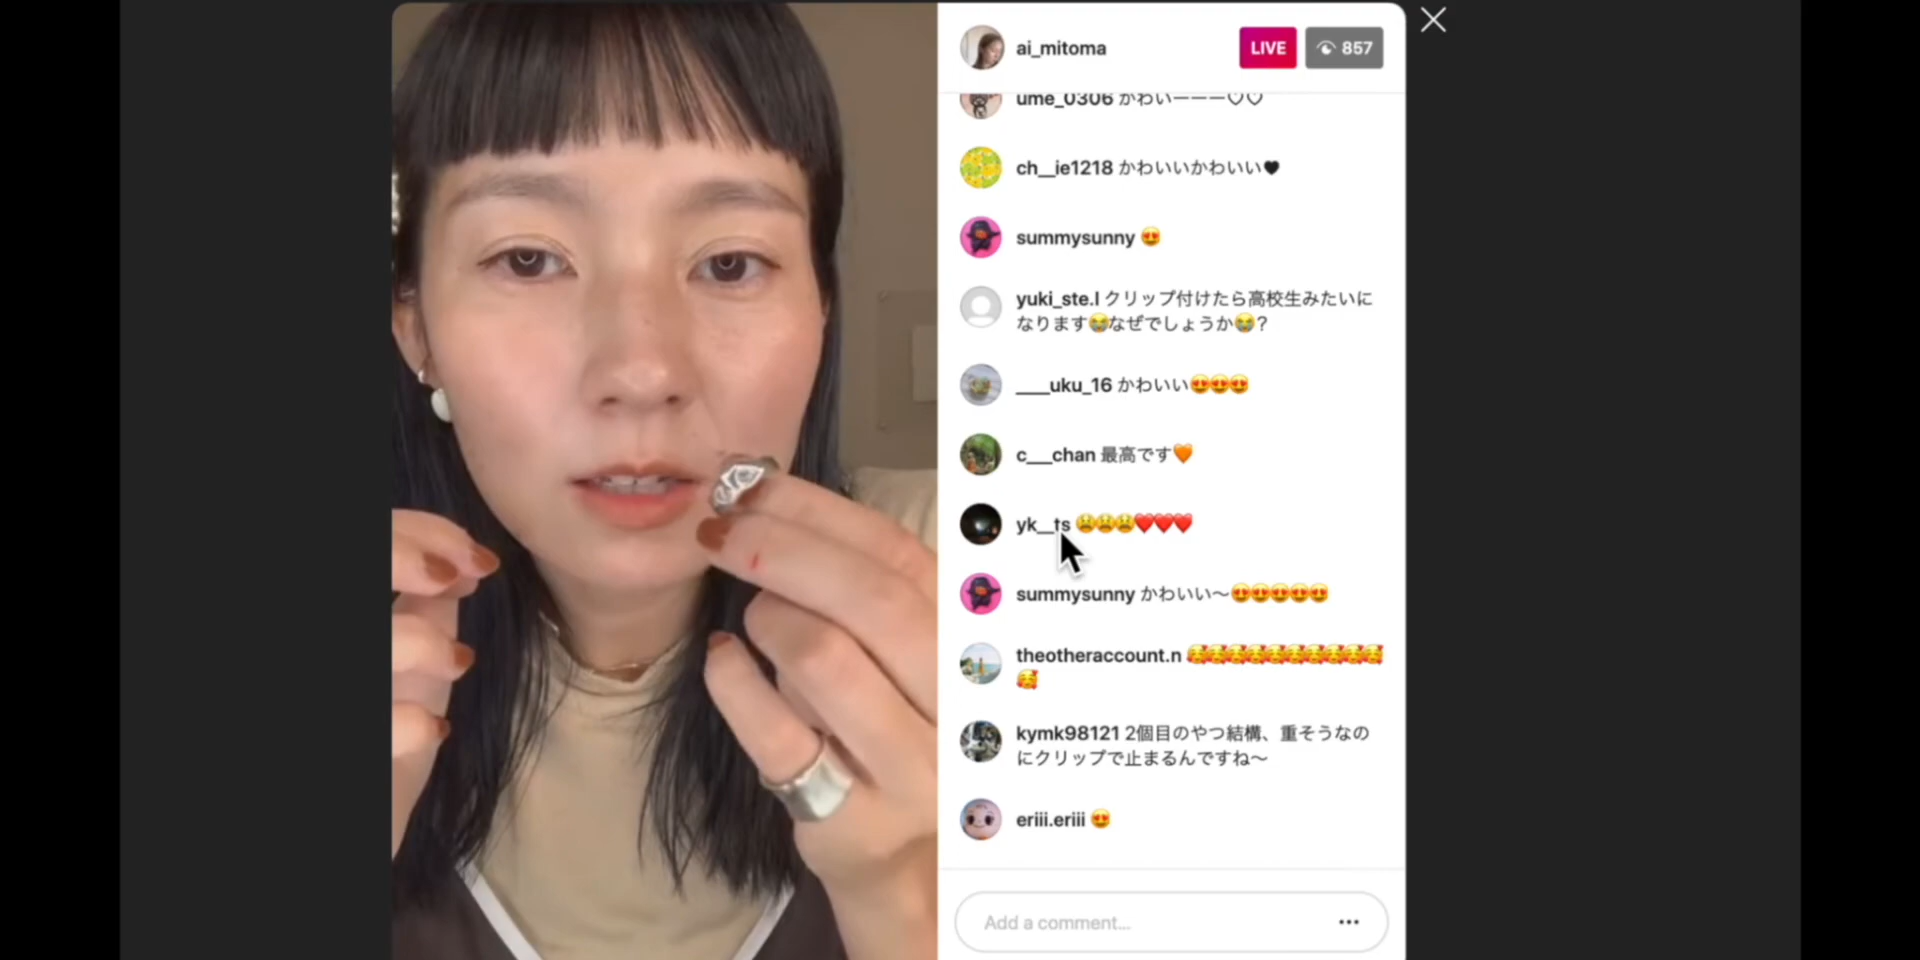 ai_mitoma
LIVE
857
ume_0306 かわいーーー♡♡
ch__ie1218 かわいいかわいい🖤
summysunny 😍
yuki_ste.l クリップ付けたら高校生みたいに
なります😭なぜでしょうか😭？
____uku_16 かわいい😍😍😍
c___chan 最高です🧡
yk__ts 😫😫😫❤️❤️❤️
summysunny かわいい〜😍😍😍😍😍
theotheraccount.n 🥰🥰🥰🥰🥰🥰🥰🥰🥰🥰
🥰
kymk98121 2個目のやつ結構、重そうなの
にクリップで止まるんですね〜
eriii.eriii 😍
Add a comment...